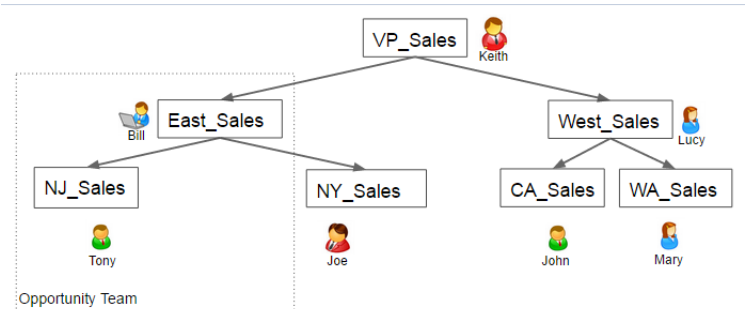 VP_Sales
Keith
Bill
East_Sales
West_Sales
Lucy
NJ_Sales
NY_Sales
CA_Sales
WA_Sales
Tony
Joe
John
Mary
Opportunity Team